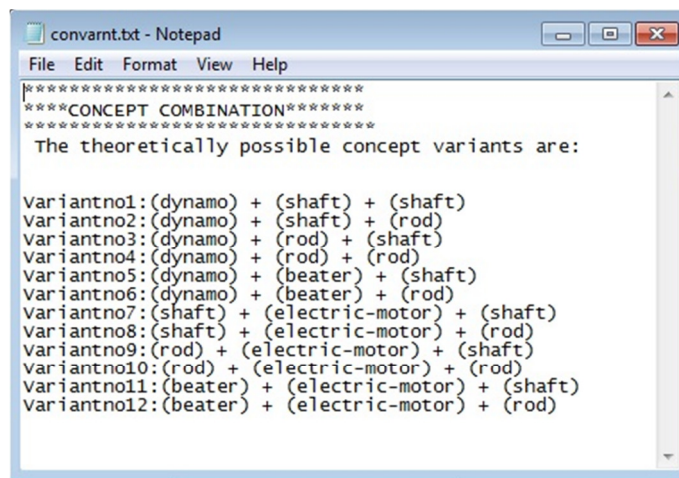 convarnt.txt - Notepad
File Edit Format View Help
******************************
****CONCEPT COMBINATION*******
*******************************
The theoretically possible concept variants are:
Variantno1:(dynamo) + (shaft) + (shaft)
Variantno2:(dynamo) + (shaft) + (rod)
Variantno3:(dynamo) + (rod) + (shaft)
Variantno4:(dynamo) + (rod) + (rod)
Variantno5:(dynamo) + (beater) + (shaft)
Variantno6:(dynamo) + (beater) + (rod)
Variantno7:(shaft) + (electric-motor) + (shaft)
Variantno8:(shaft) + (electric-motor) + (rod)
Variantno9:(rod) + (electric-motor) + (shaft)
Variantno10:(rod) + (electric-motor) + (rod)
Variantno11:(beater) + (electric-motor) + (shaft)
Variantno12:(beater) + (electric-motor) + (rod)